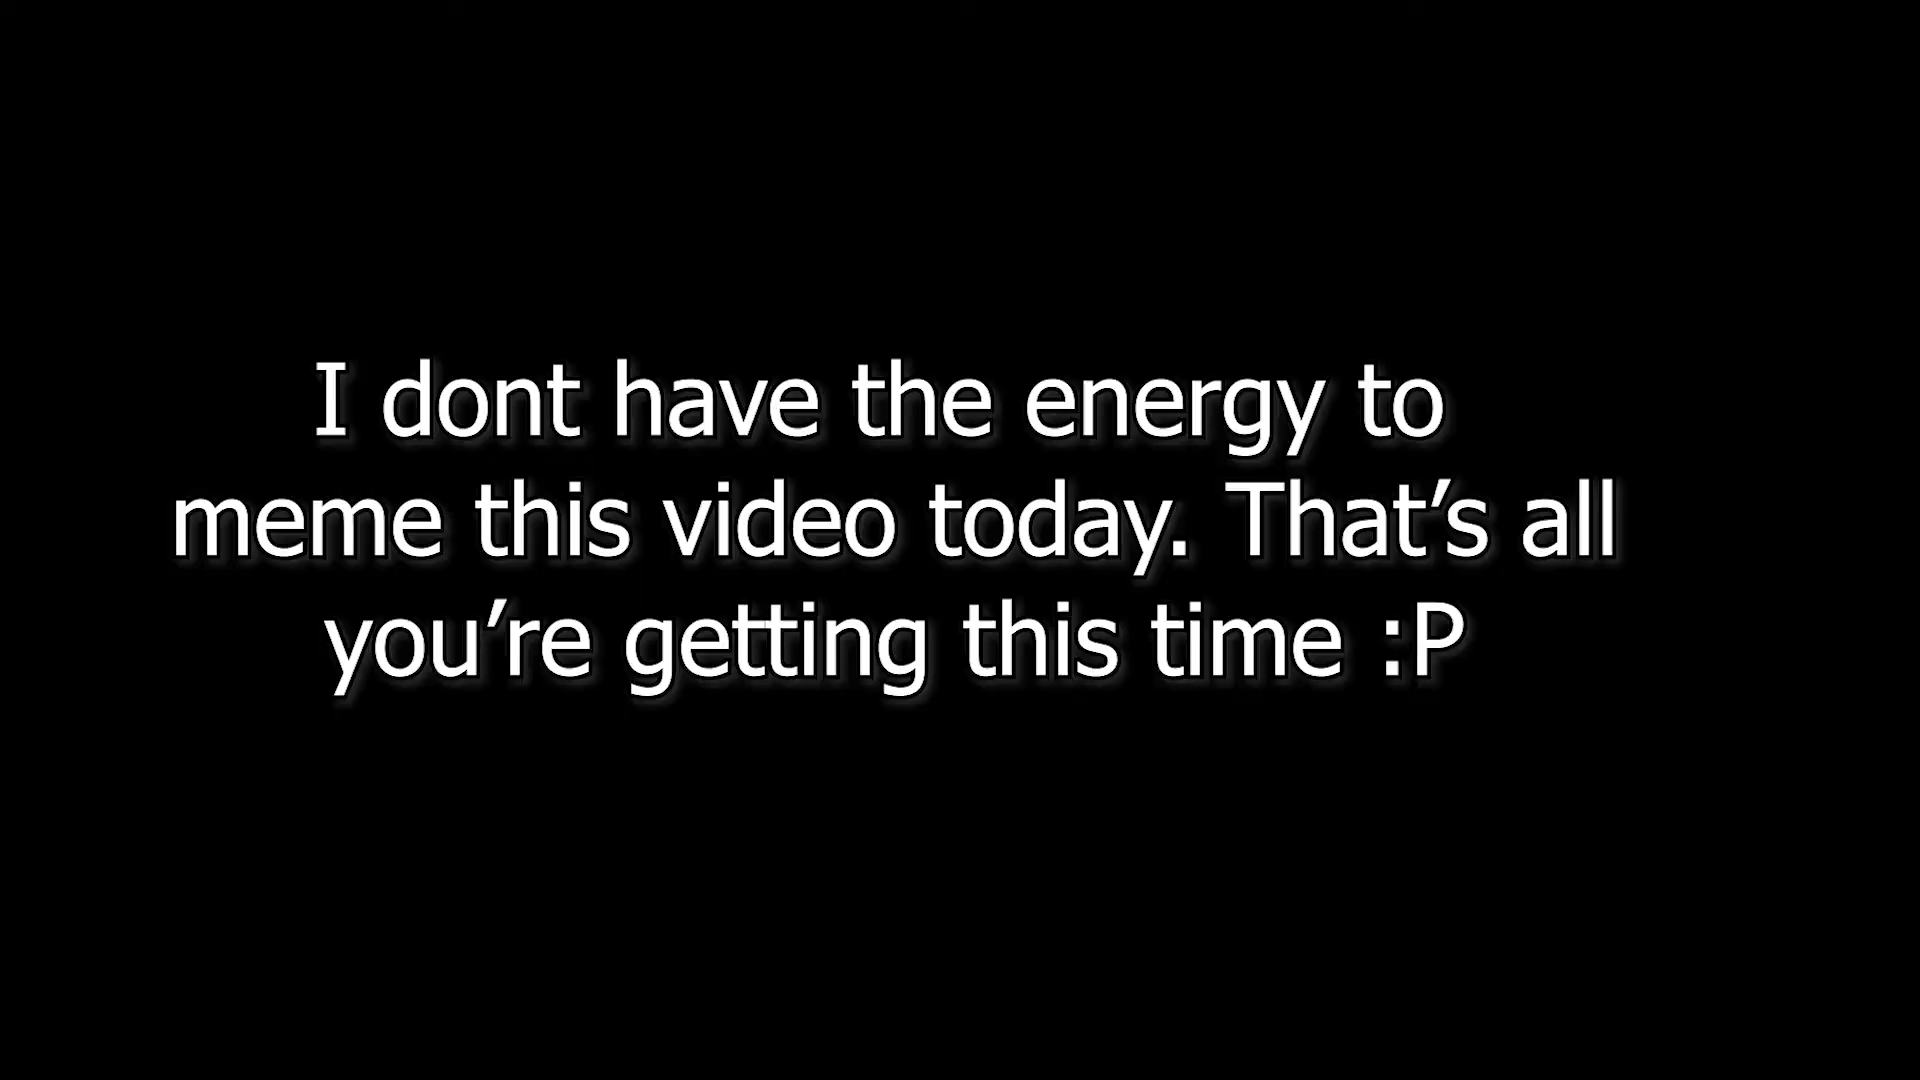 I dont have the energy to
meme this video today. That’s all
you’re getting this time :P